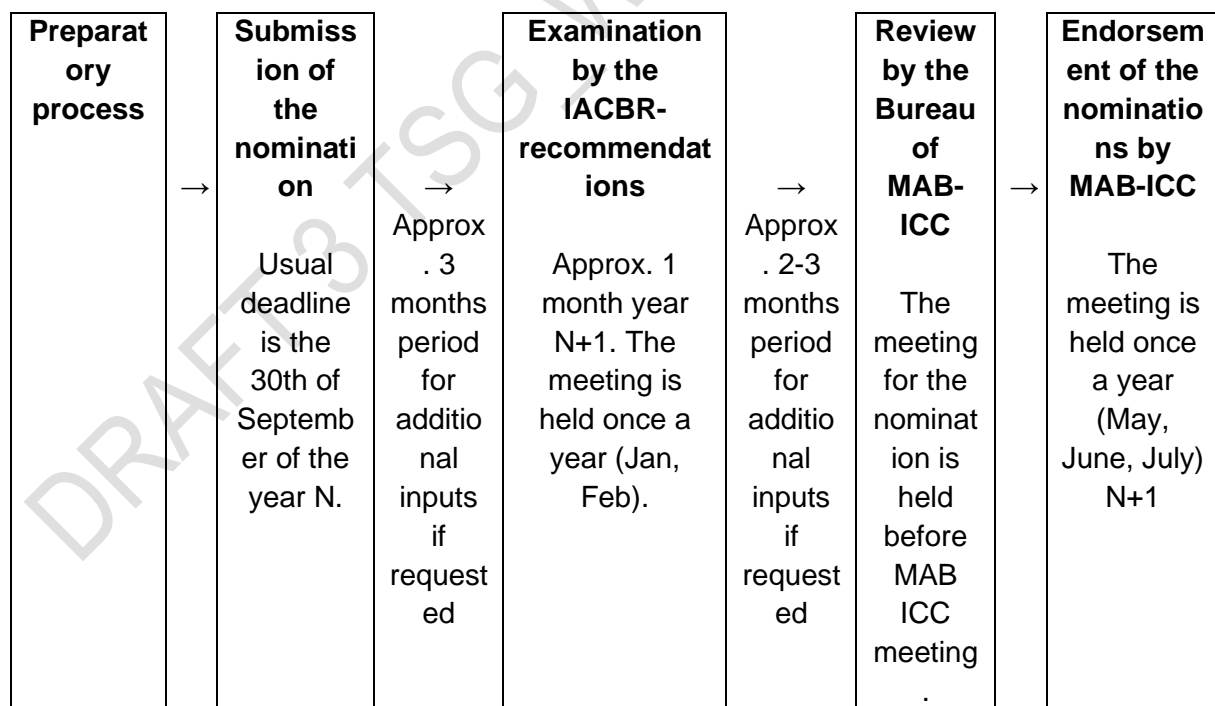 Preparat
ory
process
→
Submiss
ion of
the
nominati
on
Usual
deadline
is the
30th of
Septemb
er of the
year N.
→
Approx
. 3
months
period
for
additio
nal
inputs
if
request
ed
Examination
by the
IACBR-
recommendat
ions
Approx. 1
month year
N+1. The
meeting is
held once a
year (Jan,
Feb).
→
Approx
. 2-3
months
period
for
additio
nal
inputs
if
request
ed
Review
by the
Bureau
of
MAB-
ICC
The
meeting
for the
nominat
ion is
held
before
MAB
ICC
meeting
.
→
Endorsem
ent of the
nominatio
ns by
MAB-ICC
The
meeting is
held once
a year
(May,
June, July)
N+1
DRAFT 3 TSG